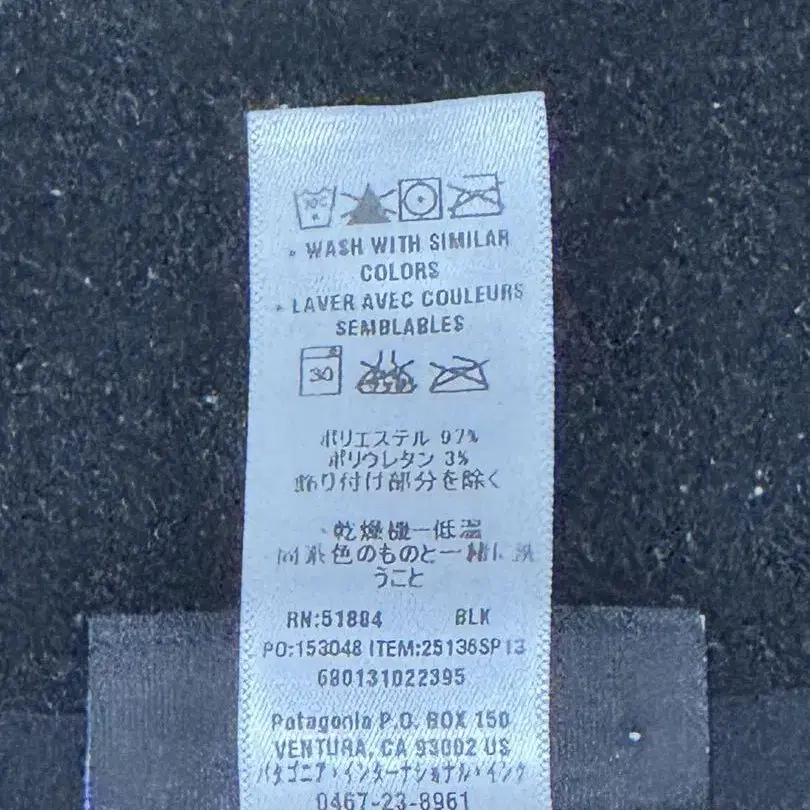 30C
• WASH WITH SIMILAR
COLORS
• LAVER AVEC COULEURS
SEMBLABLES
30
ポリエステル 97%
ポリウレタン 3%
飾り付け部分を除く
・乾燥機ー低温
同系色のものと一緒に洗
うこと
RN:51884 BLK
PO:153048 ITEM:25136SP13
680131022395
Patagonia P.O. BOX 150
VENTURA, CA 93002 US
パタゴニア・インターナショナル・インク
0467-23-8961